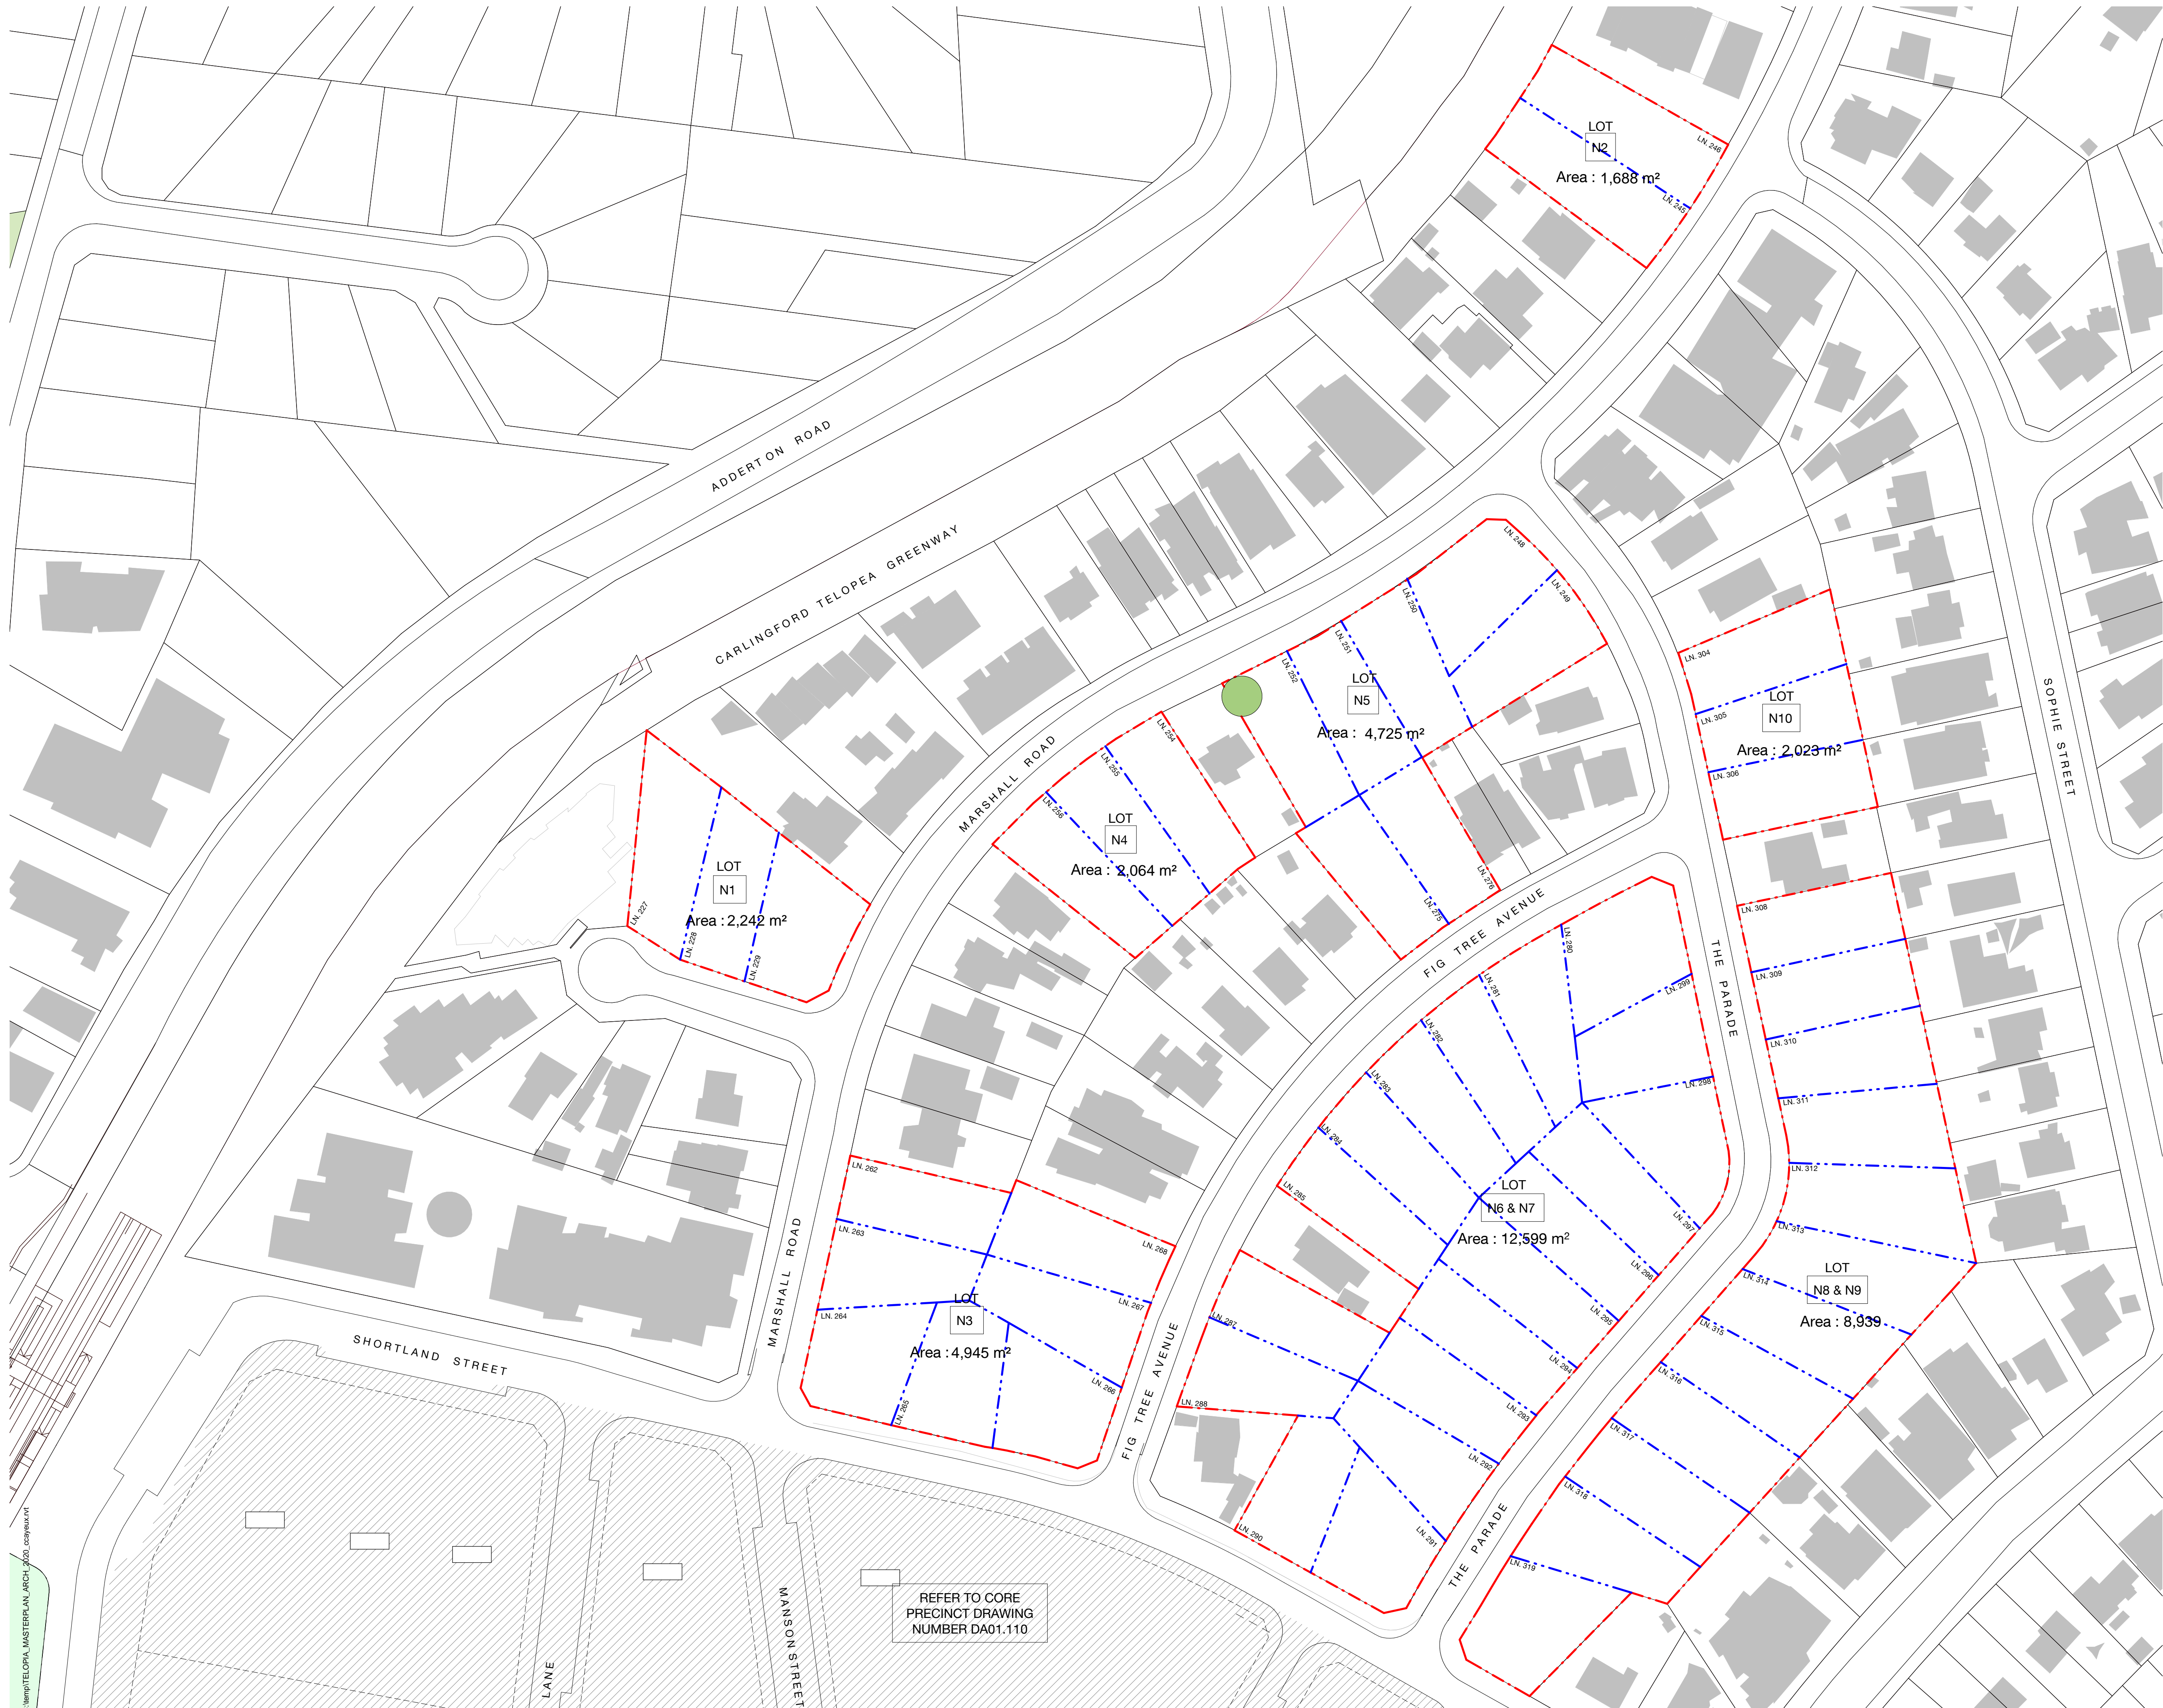 LOT
N2
Area : 1,688 m²
LN. 246
LN. 245
ADDERTON ROAD
CARLINGFORD TELOPEA GREENWAY
MARSHALL ROAD
LN. 248
LN. 249
LN. 250
LN. 251
LN. 252
LOT
N5
Area : 4,725 m²
LN. 254
LN. 255
LN. 256
LOT
N4
Area : 2,064 m²
LN. 276
LN. 275
LN. 304
LN. 305
LOT
N10
Area : 2,023 m²
LN. 306
SOPHIE STREET
LOT
N1
Area : 2,242 m²
LN. 227
LN. 228
LN. 229
FIG TREE AVENUE
THE PARADE
LN. 308
LN. 309
LN. 310
LN. 311
LN. 312
LN. 313
LN. 280
LN. 281
LN. 282
LN. 283
LN. 284
LN. 285
LN. 299
LN. 298
LN. 297
LN. 296
LN. 295
LN. 294
LN. 293
LN. 292
LN. 291
LN. 290
LN. 288
LN. 287
LOT
N6 & N7
Area : 12,599 m²
LN. 262
LN. 263
LN. 264
LN. 265
LN. 266
LN. 267
LN. 268
LOT
N3
Area : 4,945 m²
LOT
N8 & N9
Area : 8,939
LN. 314
LN. 315
LN. 316
LN. 317
LN. 318
LN. 319
MARSHALL ROAD
SHORTLAND STREET
FIG TREE AVENUE
THE PARADE
MANSON STREET
LANE
REFER TO CORE
PRECINCT DRAWING
NUMBER DA01.110
:\temp\TELOPIA_MASTERPLAN_ARCH_2020_ccayeux.rvt